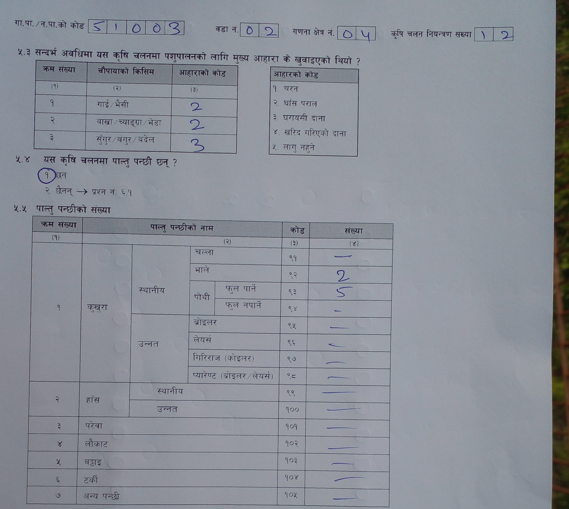 गा.पा./न.पा.को कोड 5 1 0 0 3 वडा नं 0 2 गणना क्षेत्र नं. 0 4 कृषि चलन नियन्त्रण संख्या 1 2
५.३ सन्दर्भ अवधिमा यस कृषि चलनमा पशुपालनको लागि मुख्य आहारा के खुवाइएको थियो ?
क्रम संख्या चौपायाको किसिम आहाराको कोड
(१) (२) (३)
१ गाई/भैंसी 2
२ बाख्रा/च्याङ्ग्रा/भेडा 2
३ सुँगुर/बंगुर/बदेल 3
आहारको कोड
१ चरन
२ घाँस पराल
३ घरायसी दाना
४ खरिद गरिएको दाना
५ लागू नहुने
५.४ यस कृषि चलनमा पाल्तु पन्छी छन् ?
१ छन्
२ छैनन् → प्रश्न नं. ६.१
५.५ पाल्तु पन्छीको संख्या
क्रम संख्या पाल्तु पन्छीको नाम कोड संख्या
(१) (२) (३) (४)
१ कुखुरा स्थानीय चल्ला ९१ —
भाले ९२ 2
पोथी फुल पार्ने ९३ 5
फुल नपार्ने ९४ -
उन्नत ब्रोइलर ९५ —
लेयर्स ९६ —
गिरिराज (कोइलर) ९७ —
प्यारेण्ट (ब्रोइलर/लेयर्स) ९८ —
२ हाँस स्थानीय ९९ —
उन्नत १०० —
३ परेवा १०१ —
४ लौकाट १०२ —
५ बट्टाइ १०३ —
६ टर्की १०४ —
७ अन्य पन्छी १०५ —